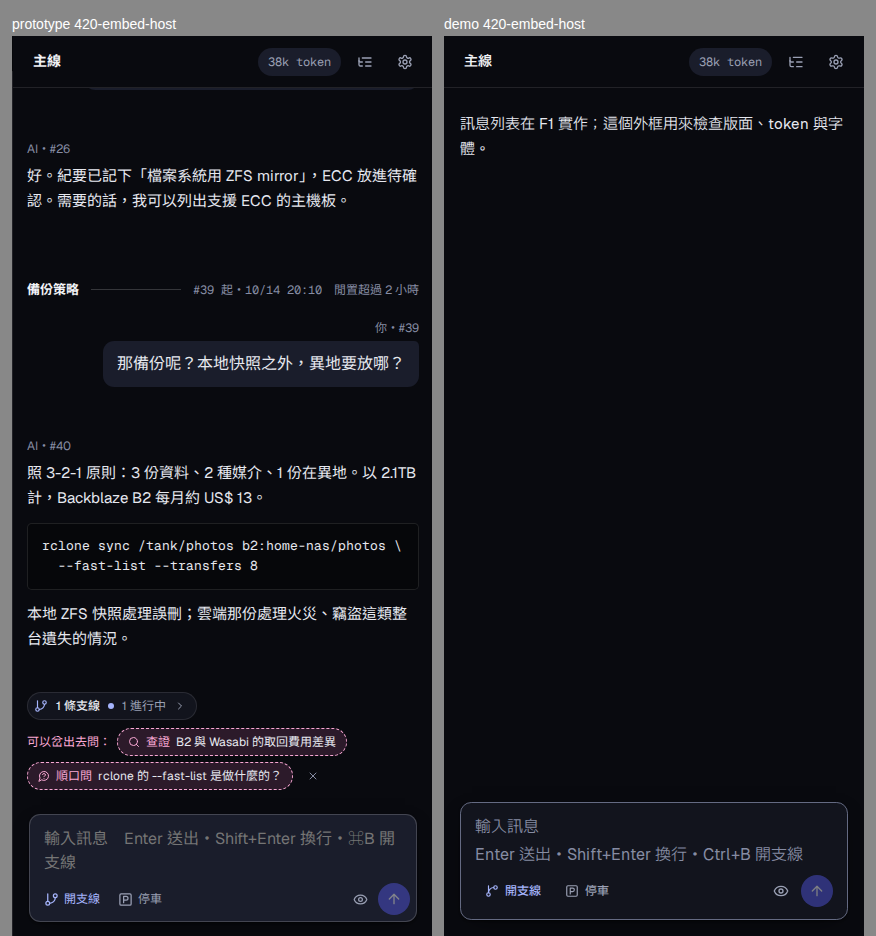 prototype 420-embed-host
主線
38k token
AI・#26
好。紀要已記下「檔案系統用 ZFS mirror」，ECC 放進待確
認。需要的話，我可以列出支援 ECC 的主機板。
備份策略
#39 起・10/14 20:10 閒置超過 2 小時
你・#39
那備份呢？本地快照之外，異地要放哪？
AI・#40
照 3-2-1 原則：3 份資料、2 種媒介、1 份在異地。以 2.1TB
計，Backblaze B2 每月約 US$ 13。
rclone sync /tank/photos b2:home-nas/photos \
--fast-list --transfers 8
本地 ZFS 快照處理誤刪；雲端那份處理火災、竊盜這類整
台遺失的情況。
1 條支線 1 進行中
可以岔出去問： 查證 B2 與 Wasabi 的取回費用差異
順口問 rclone 的 --fast-list 是做什麼的？
輸入訊息 Enter 送出・Shift+Enter 換行・⌘B 開
支線
開支線 P 停車
demo 420-embed-host
主線
38k token
訊息列表在 F1 實作；這個外框用來檢查版面、token 與字
體。
輸入訊息
Enter 送出・Shift+Enter 換行・Ctrl+B 開支線
開支線 P 停車